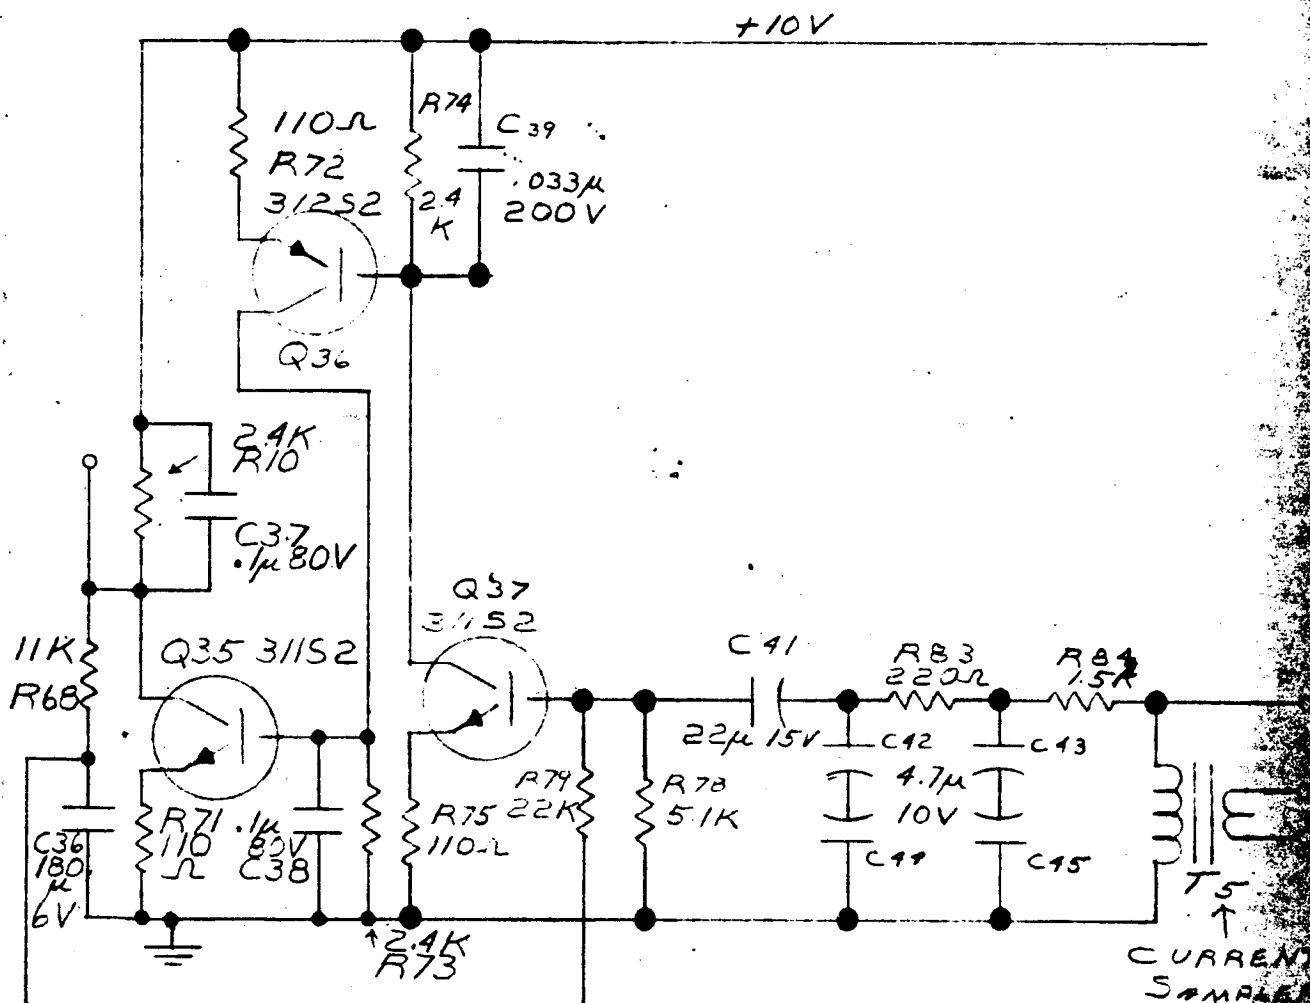 +10V
110Ω
R72
312S2
R74
2.4
K
C39
.033μ
200V
Q36
2.4K
R10
C37
.1μ 80V
Q37
311S2
11K
R68
Q35 311S2
C41
22μ 15V
R83
220Ω
R84
1.5K
C42
C43
4.7μ
10V
C44
C45
R79
22K
R78
5.1K
R71
110
Ω
.1μ
80V
C38
R75
110Ω
C36
180
μ
6V
2.4K
R73
T5
CURRENT
SAMPLER